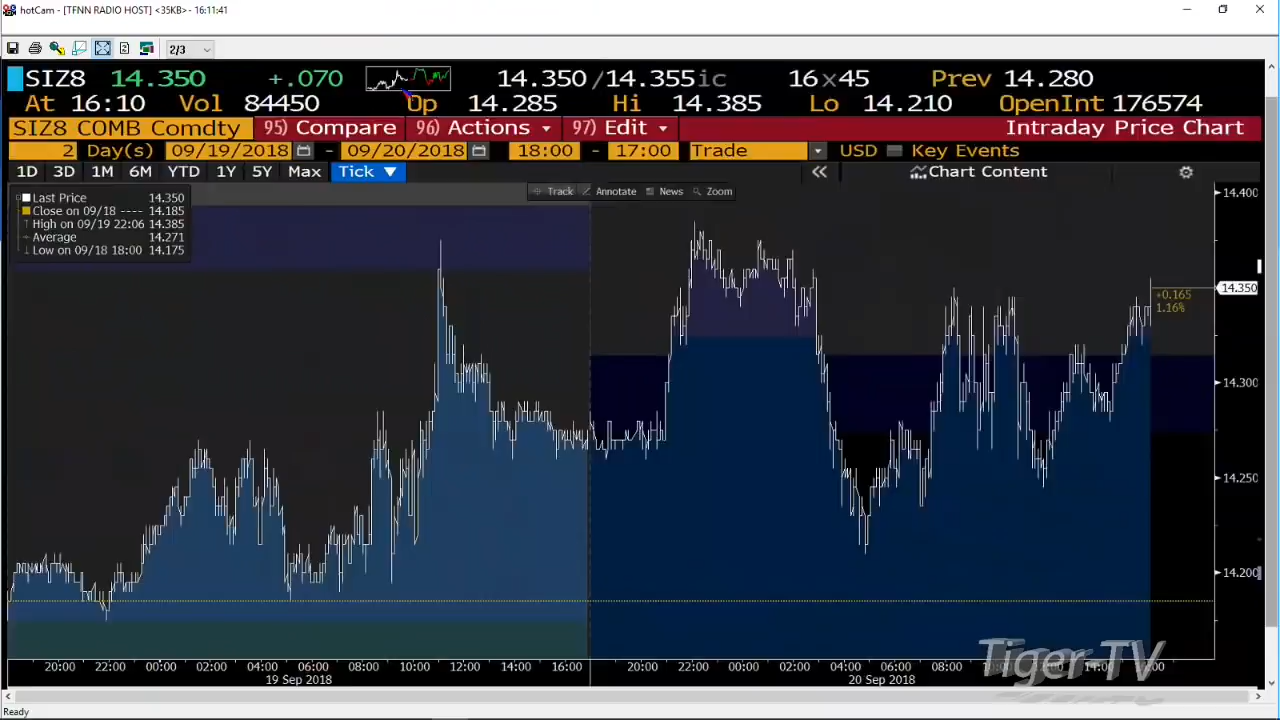 hotCam - [TFNN RADIO HOST] <35KB> - 16:11:41
2/3
SIZ8 14.350 +.070 14.350/14.355ic 16x45 Prev 14.280
At 16:10 Vol 84450 Op 14.285 Hi 14.385 Lo 14.210 OpenInt 176574
SIZ8 COMB Comdty 95) Compare 96) Actions 97) Edit Intraday Price Chart
2 Day(s) 09/19/2018 - 09/20/2018 18:00 - 17:00 Trade USD Key Events
1D 3D 1M 6M YTD 1Y 5Y Max Tick ▼ « Chart Content
Track Annotate News Zoom
Last Price 14.350
Close on 09/18 ---- 14.185
High on 09/19 22:06 14.385
Average 14.271
Low on 09/18 18:00 14.175
14.400
14.350
+0.165
1.16%
14.300
14.250
14.200
20:00 22:00 00:00 02:00 04:00 06:00 08:00 10:00 12:00 14:00 16:00 20:00 22:00 00:00 02:00 04:00 06:00 08:00 14:00
19 Sep 2018 20 Sep 2018
Tiger TV
Ready